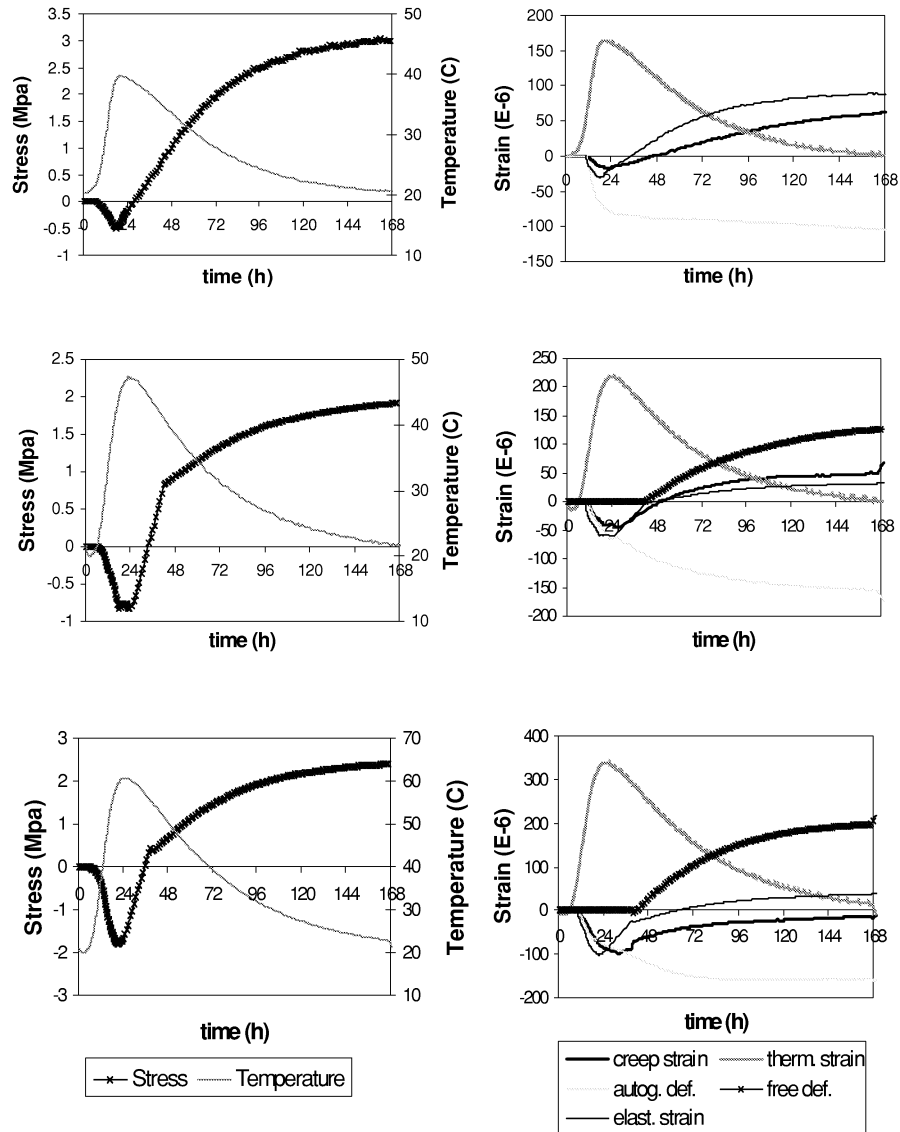 3.5
3
2.5
2
1.5
1
0.5
0
-0.5
-1
Stress (Mpa)
0 24 48 72 96 120 144 168
50
40
30
20
10
Temperature (C)
time (h)
200
150
100
50
0
-50
-100
-150
Strain (E-6)
0 24 48 72 96 120 144 168
time (h)
2.5
2
1.5
1
0.5
0
-0.5
-1
Stress (Mpa)
0 24 48 72 96 120 144 168
50
40
30
20
10
Temperature (C)
time (h)
250
200
150
100
50
0
-50
-100
-150
-200
Strain (E-6)
0 24 48 72 96 120 144 168
time (h)
3
2
1
0
-1
-2
-3
Stress (Mpa)
0 24 48 72 96 120 144 168
70
60
50
40
30
20
10
Temperature (C)
time (h)
400
300
200
100
0
-100
-200
Strain (E-6)
0 24 48 72 96 120 144 168
time (h)
Stress Temperature
creep strain therm. strain
autog. def. free def.
elast. strain